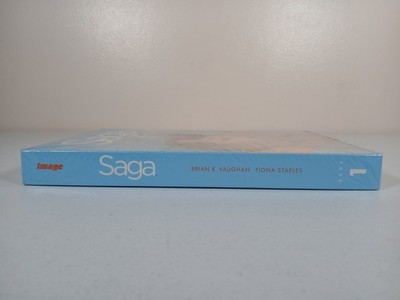 image
Saga
BRIAN K. VAUGHAN FIONA STAPLES
1